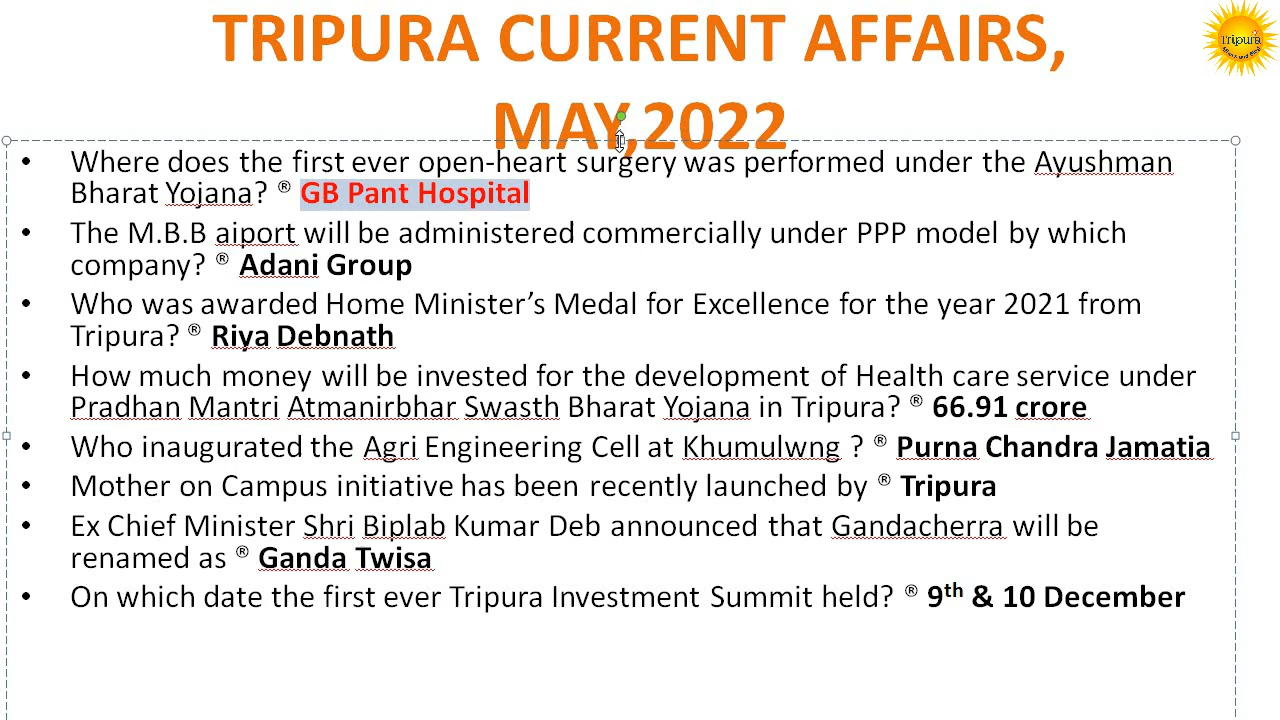 TRIPURA CURRENT AFFAIRS,
MAY,2022
Tripura
• Where does the first ever open-heart surgery was performed under the Ayushman
Bharat Yojana? ® GB Pant Hospital
• The M.B.B aiport will be administered commercially under PPP model by which
company? ® Adani Group
• Who was awarded Home Minister’s Medal for Excellence for the year 2021 from
Tripura? ® Riya Debnath
• How much money will be invested for the development of Health care service under
Pradhan Mantri Atmanirbhar Swasth Bharat Yojana in Tripura? ® 66.91 crore
• Who inaugurated the Agri Engineering Cell at Khumulwng ? ® Purna Chandra Jamatia
• Mother on Campus initiative has been recently launched by ® Tripura
• Ex Chief Minister Shri Biplab Kumar Deb announced that Gandacherra will be
renamed as ® Ganda Twisa
• On which date the first ever Tripura Investment Summit held? ® 9th & 10 December